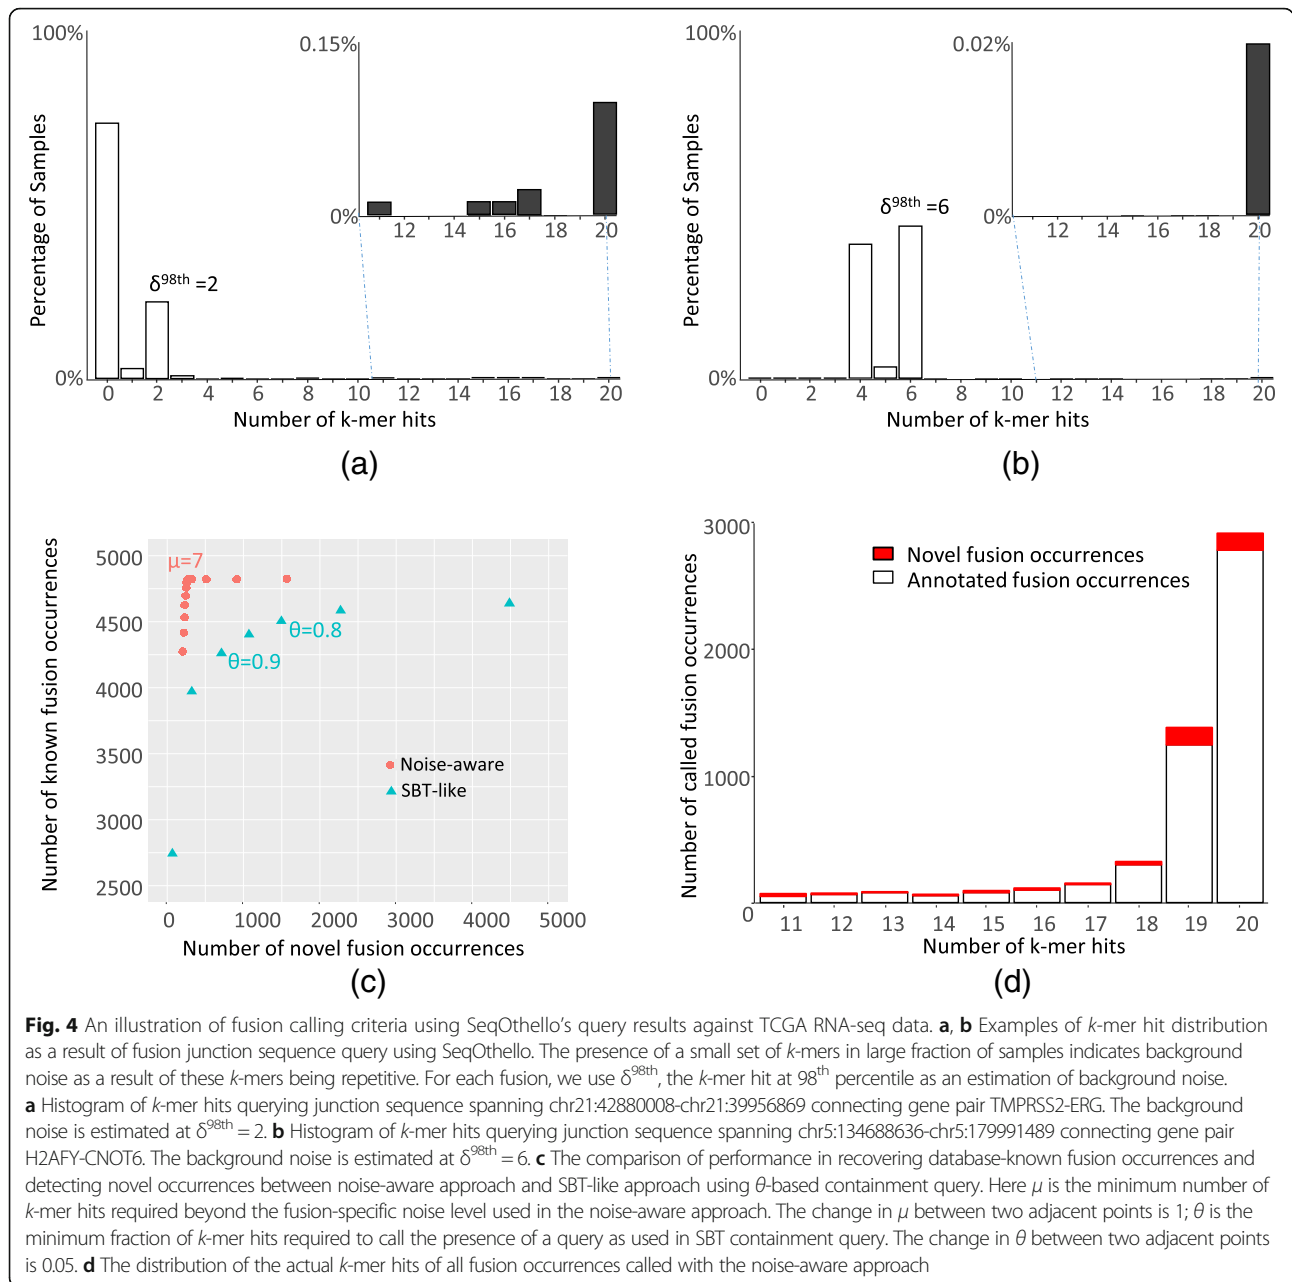 100%
0%
Percentage of Samples
0.15%
0%
12 14 16 18 20
δ98th =2
0 2 4 6 8 10 12 14 16 18 20
Number of k-mer hits
(a)
100%
0%
Percentage of Samples
0.02%
0%
12 14 16 18 20
δ98th =6
0 2 4 6 8 10 12 14 16 18 20
Number of k-mer hits
(b)
5000
4500
4000
3500
3000
2500
Number of known fusion occurrences
μ=7
θ=0.8
θ=0.9
Noise-aware
SBT-like
0 1000 2000 3000 4000 5000
Number of novel fusion occurrences
(c)
3000
2000
1000
0
Number of called fusion occurrences
Novel fusion occurrences
Annotated fusion occurrences
11 12 13 14 15 16 17 18 19 20
Number of k-mer hits
(d)
Fig. 4 An illustration of fusion calling criteria using SeqOthello's query results against TCGA RNA-seq data. a, b Examples of k-mer hit distribution
as a result of fusion junction sequence query using SeqOthello. The presence of a small set of k-mers in large fraction of samples indicates background
noise as a result of these k-mers being repetitive. For each fusion, we use δ98th, the k-mer hit at 98th percentile as an estimation of background noise.
a Histogram of k-mer hits querying junction sequence spanning chr21:42880008-chr21:39956869 connecting gene pair TMPRSS2-ERG. The background
noise is estimated at δ98th = 2. b Histogram of k-mer hits querying junction sequence spanning chr5:134688636-chr5:179991489 connecting gene pair
H2AFY-CNOT6. The background noise is estimated at δ98th = 6. c The comparison of performance in recovering database-known fusion occurrences and
detecting novel occurrences between noise-aware approach and SBT-like approach using θ-based containment query. Here μ is the minimum number of
k-mer hits required beyond the fusion-specific noise level used in the noise-aware approach. The change in μ between two adjacent points is 1; θ is the
minimum fraction of k-mer hits required to call the presence of a query as used in SBT containment query. The change in θ between two adjacent points
is 0.05. d The distribution of the actual k-mer hits of all fusion occurrences called with the noise-aware approach